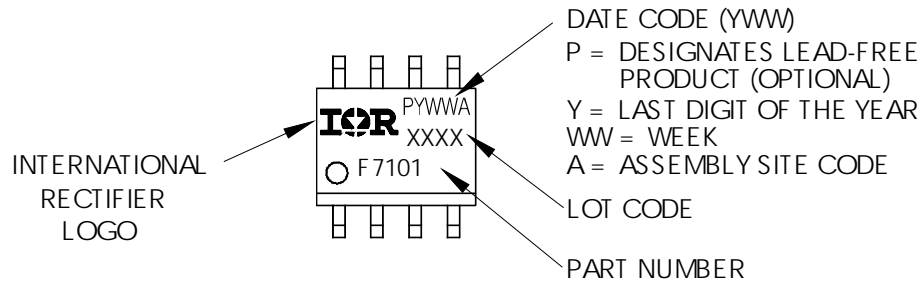 DATE CODE (YWW)
P = DESIGNATES LEAD-FREE
PRODUCT (OPTIONAL)
Y = LAST DIGIT OF THE YEAR
WW = WEEK
A = ASSEMBLY SITE CODE
LOT CODE
PART NUMBER
INTERNATIONAL
RECTIFIER
LOGO
IOR
PYWWA
XXXX
F7101